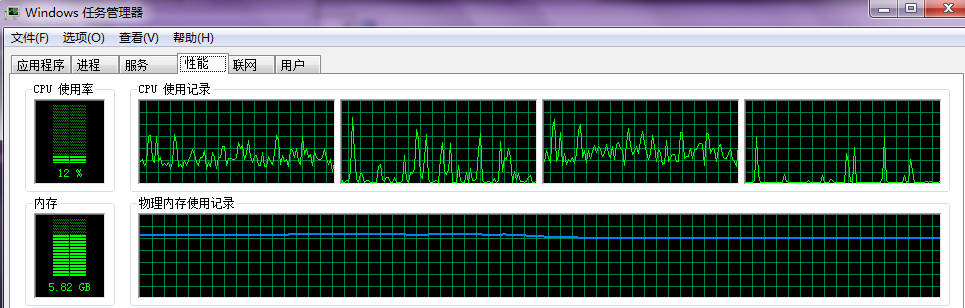 Windows 任务管理器
文件(F) 选项(O) 查看(V) 帮助(H)
应用程序 进程 服务 性能 联网 用户
CPU 使用率 CPU 使用记录
12 %
内存 物理内存使用记录
5.82 GB